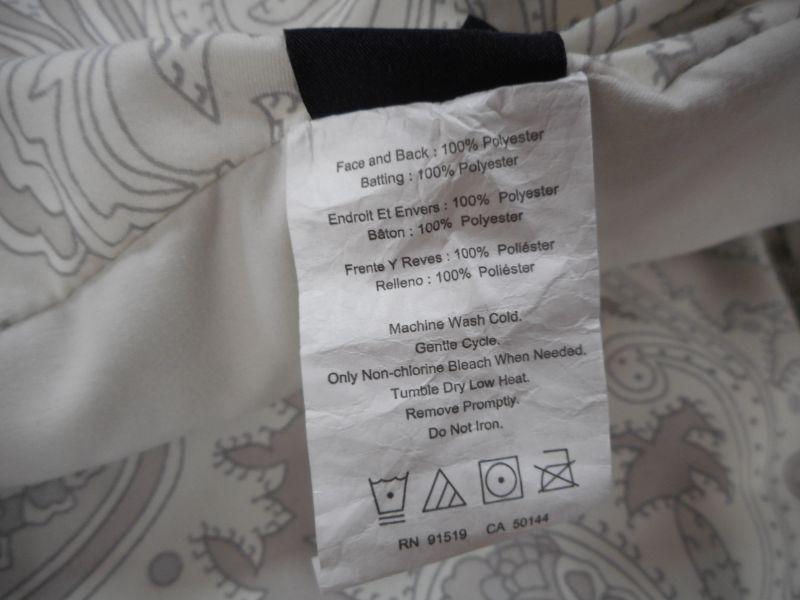 Face and Back : 100% Polyester
Batting : 100% Polyester
Endroit Et Envers : 100% Polyester
Bâton : 100% Polyester
Frente Y Reves : 100% Poliéster
Relleno : 100% Poliéster
Machine Wash Cold.
Gentle Cycle.
Only Non-chlorine Bleach When Needed.
Tumble Dry Low Heat.
Remove Promptly.
Do Not Iron.
RN 91519 CA 50144